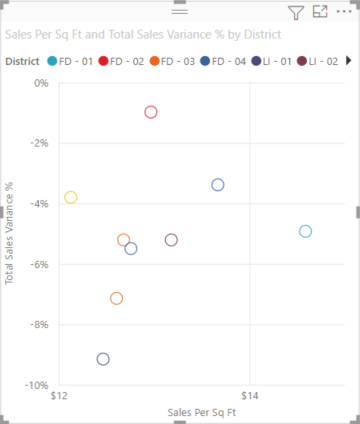 Sales Per Sq Ft and Total Sales Variance % by District
District FD - 01 FD - 02 FD - 03 FD - 04 LI - 01 LI - 02
0%
-2%
-4%
-6%
-8%
-10%
Total Sales Variance %
$12 $14
Sales Per Sq Ft